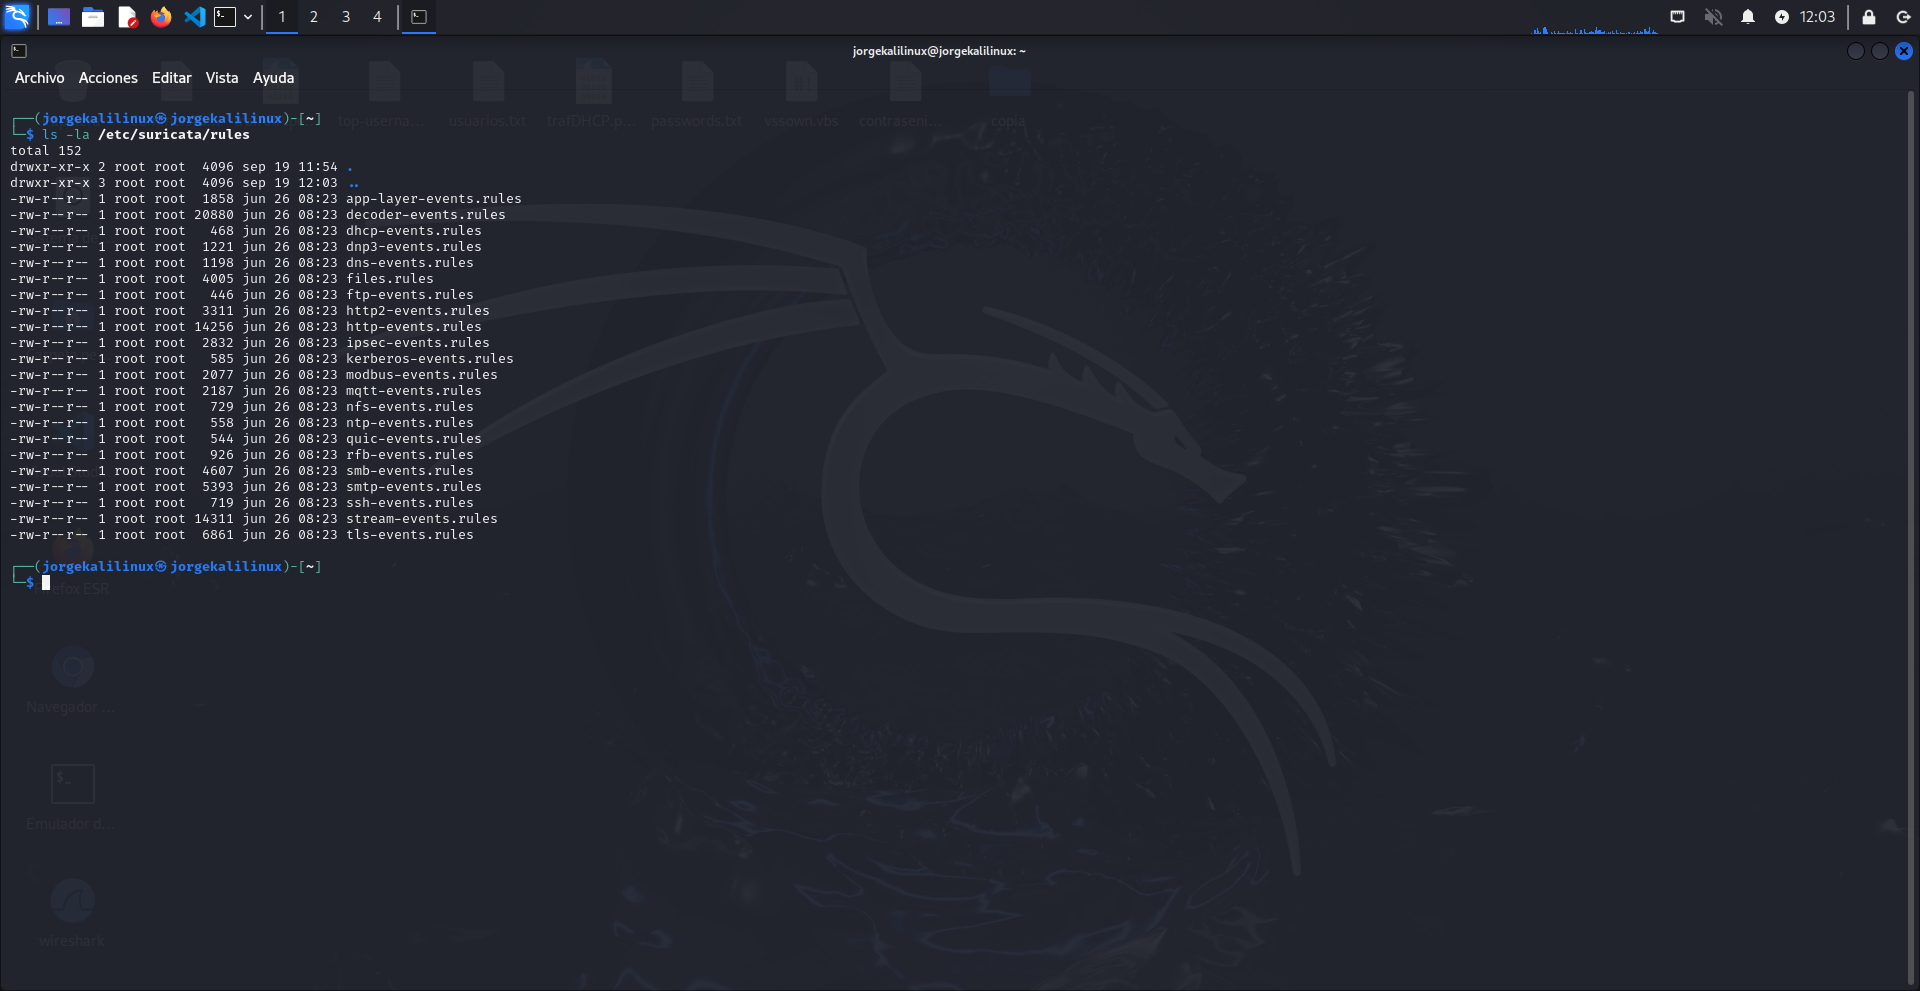 1 2 3 4
12:03
jorgekalilinux@jorgekalilinux: ~
Archivo Acciones Editar Vista Ayuda
top-userna... usuarios.txt trafDHCP.p... passwords.txt vssown.vbs contraseni... copia
┌──(jorgekalilinux㉿jorgekalilinux)-[~]
└─$ ls -la /etc/suricata/rules
total 152
drwxr-xr-x 2 root root  4096 sep 19 11:54 .
drwxr-xr-x 3 root root  4096 sep 19 12:03 ..
-rw-r--r-- 1 root root  1858 jun 26 08:23 app-layer-events.rules
-rw-r--r-- 1 root root 20880 jun 26 08:23 decoder-events.rules
-rw-r--r-- 1 root root   468 jun 26 08:23 dhcp-events.rules
-rw-r--r-- 1 root root  1221 jun 26 08:23 dnp3-events.rules
-rw-r--r-- 1 root root  1198 jun 26 08:23 dns-events.rules
-rw-r--r-- 1 root root  4005 jun 26 08:23 files.rules
-rw-r--r-- 1 root root   446 jun 26 08:23 ftp-events.rules
-rw-r--r-- 1 root root  3311 jun 26 08:23 http2-events.rules
-rw-r--r-- 1 root root 14256 jun 26 08:23 http-events.rules
-rw-r--r-- 1 root root  2832 jun 26 08:23 ipsec-events.rules
-rw-r--r-- 1 root root   585 jun 26 08:23 kerberos-events.rules
-rw-r--r-- 1 root root  2077 jun 26 08:23 modbus-events.rules
-rw-r--r-- 1 root root  2187 jun 26 08:23 mqtt-events.rules
-rw-r--r-- 1 root root   729 jun 26 08:23 nfs-events.rules
-rw-r--r-- 1 root root   558 jun 26 08:23 ntp-events.rules
-rw-r--r-- 1 root root   544 jun 26 08:23 quic-events.rules
-rw-r--r-- 1 root root   926 jun 26 08:23 rfb-events.rules
-rw-r--r-- 1 root root  4607 jun 26 08:23 smb-events.rules
-rw-r--r-- 1 root root  5393 jun 26 08:23 smtp-events.rules
-rw-r--r-- 1 root root   719 jun 26 08:23 ssh-events.rules
-rw-r--r-- 1 root root 14311 jun 26 08:23 stream-events.rules
-rw-r--r-- 1 root root  6861 jun 26 08:23 tls-events.rules
┌──(jorgekalilinux㉿jorgekalilinux)-[~]
└─$
Firefox ESR
Navegador ...
Emulador d...
wireshark